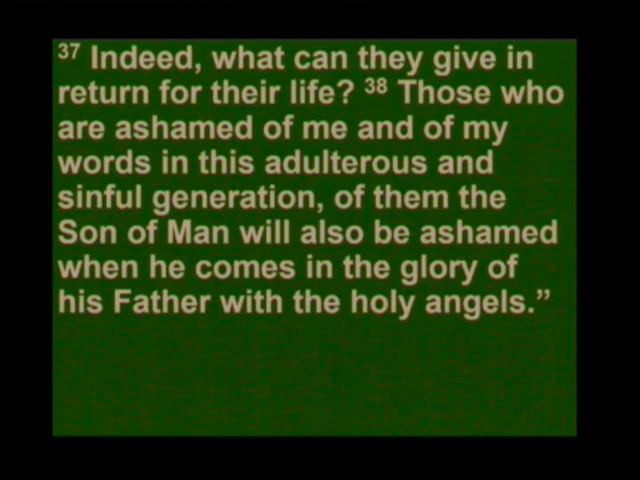 37 Indeed, what can they give in
return for their life? 38 Those who
are ashamed of me and of my
words in this adulterous and
sinful generation, of them the
Son of Man will also be ashamed
when he comes in the glory of
his Father with the holy angels.”